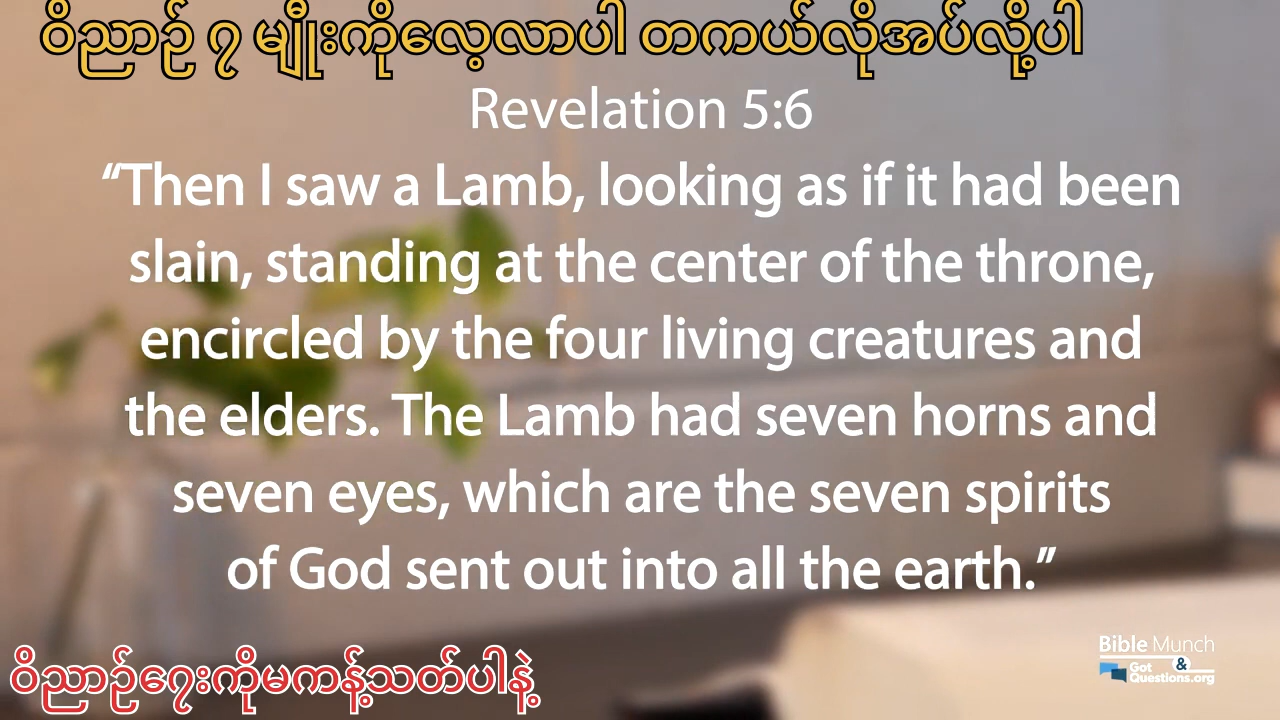 ဝိညာဉ် ၇ မျိုးကိုလေ့လာပါ တကယ်လိုအပ်လို့ပါ
Revelation 5:6
“Then I saw a Lamb, looking as if it had been
slain, standing at the center of the throne,
encircled by the four living creatures and
the elders. The Lamb had seven horns and
seven eyes, which are the seven spirits
of God sent out into all the earth.”
ဝိညာဉ်ဂွေးကိုမကန့်သတ်ပါနဲ့
Bible Munch
&
Got
Questions.org